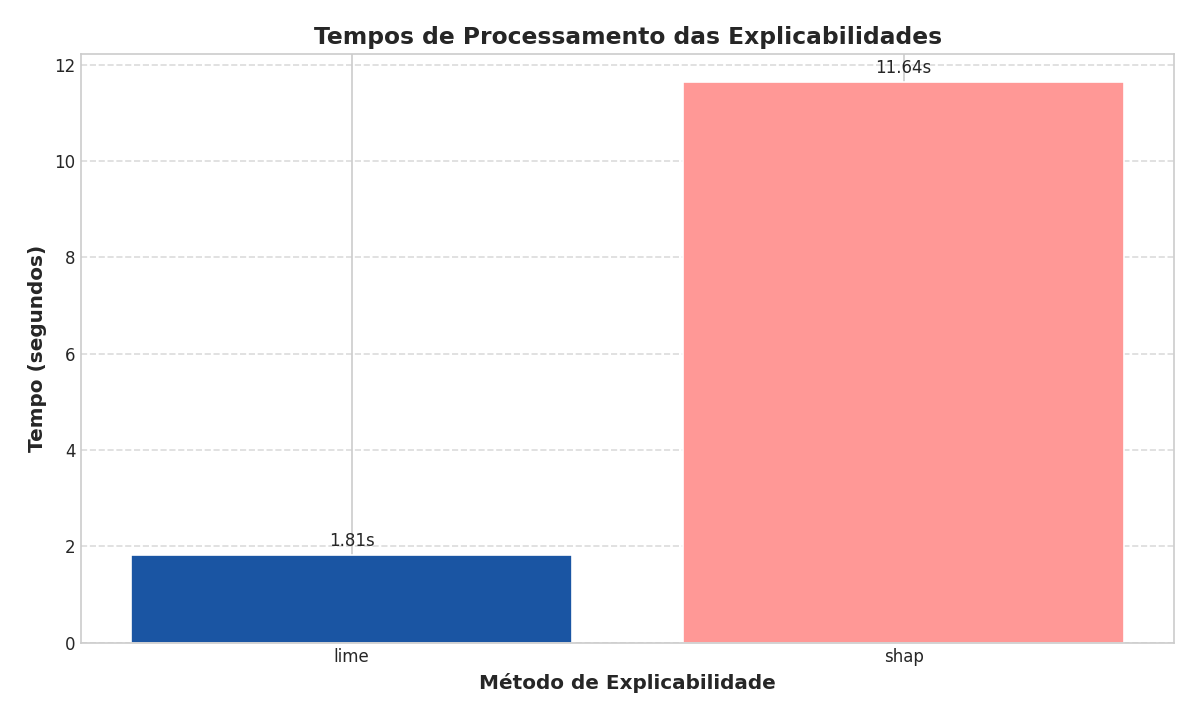 Tempos de Processamento das Explicabilidades
Tempo (segundos)
12
10
8
6
4
2
0
11.64s
1.81s
lime
shap
Método de Explicabilidade